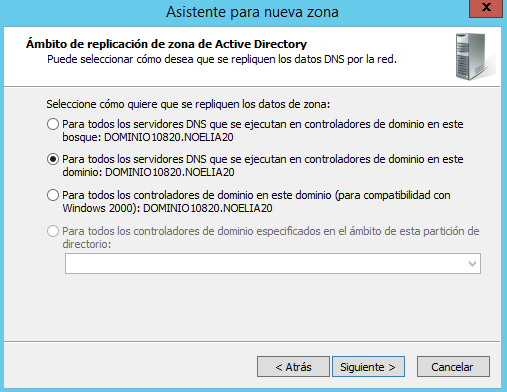 Asistente para nueva zona
x
Ámbito de replicación de zona de Active Directory
Puede seleccionar cómo desea que se repliquen los datos DNS por la red.
Seleccione cómo quiere que se repliquen los datos de zona:
Para todos los servidores DNS que se ejecutan en controladores de dominio en este
bosque: DOMINIO10820.NOELIA20
Para todos los servidores DNS que se ejecutan en controladores de dominio en este
dominio: DOMINIO10820.NOELIA20
Para todos los controladores de dominio en este dominio (para compatibilidad con
Windows 2000): DOMINIO10820.NOELIA20
Para todos los controladores de dominio especificados en el ámbito de esta partición de
directorio:
< Atrás Siguiente > Cancelar